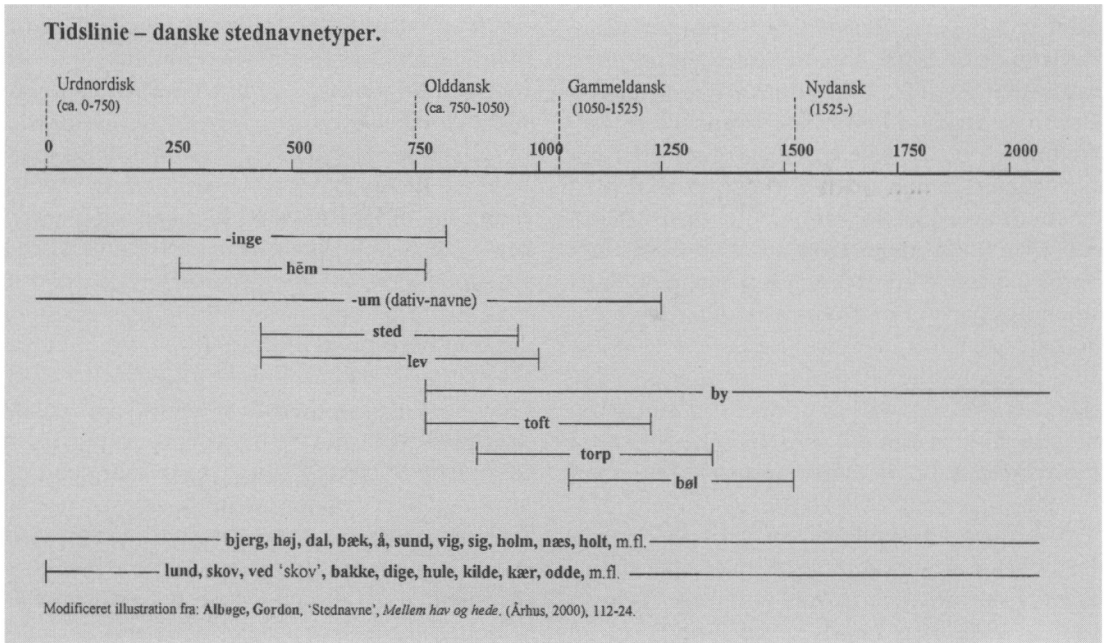 Tidslinie – danske stednavnetyper.
Urdnordisk Olddansk Gammeldansk Nydansk
(ca. 0-750) (ca. 750-1050) (1050-1525) (1525-)
0 250 500 750 1000 1250 1500 1750 2000
-inge
hēm
-um (dativ-navne)
sted
lev
by
toft
torp
bøl
bjerg, høj, dal, bæk, å, sund, vig, sig, holm, næs, holt, m.fl.
lund, skov, ved ‘skov’, bakke, dige, hule, kilde, kær, odde, m.fl.
Modificeret illustration fra: Albøge, Gordon, ‘Stednavne’, Mellem hav og hede. (Århus, 2000), 112-24.